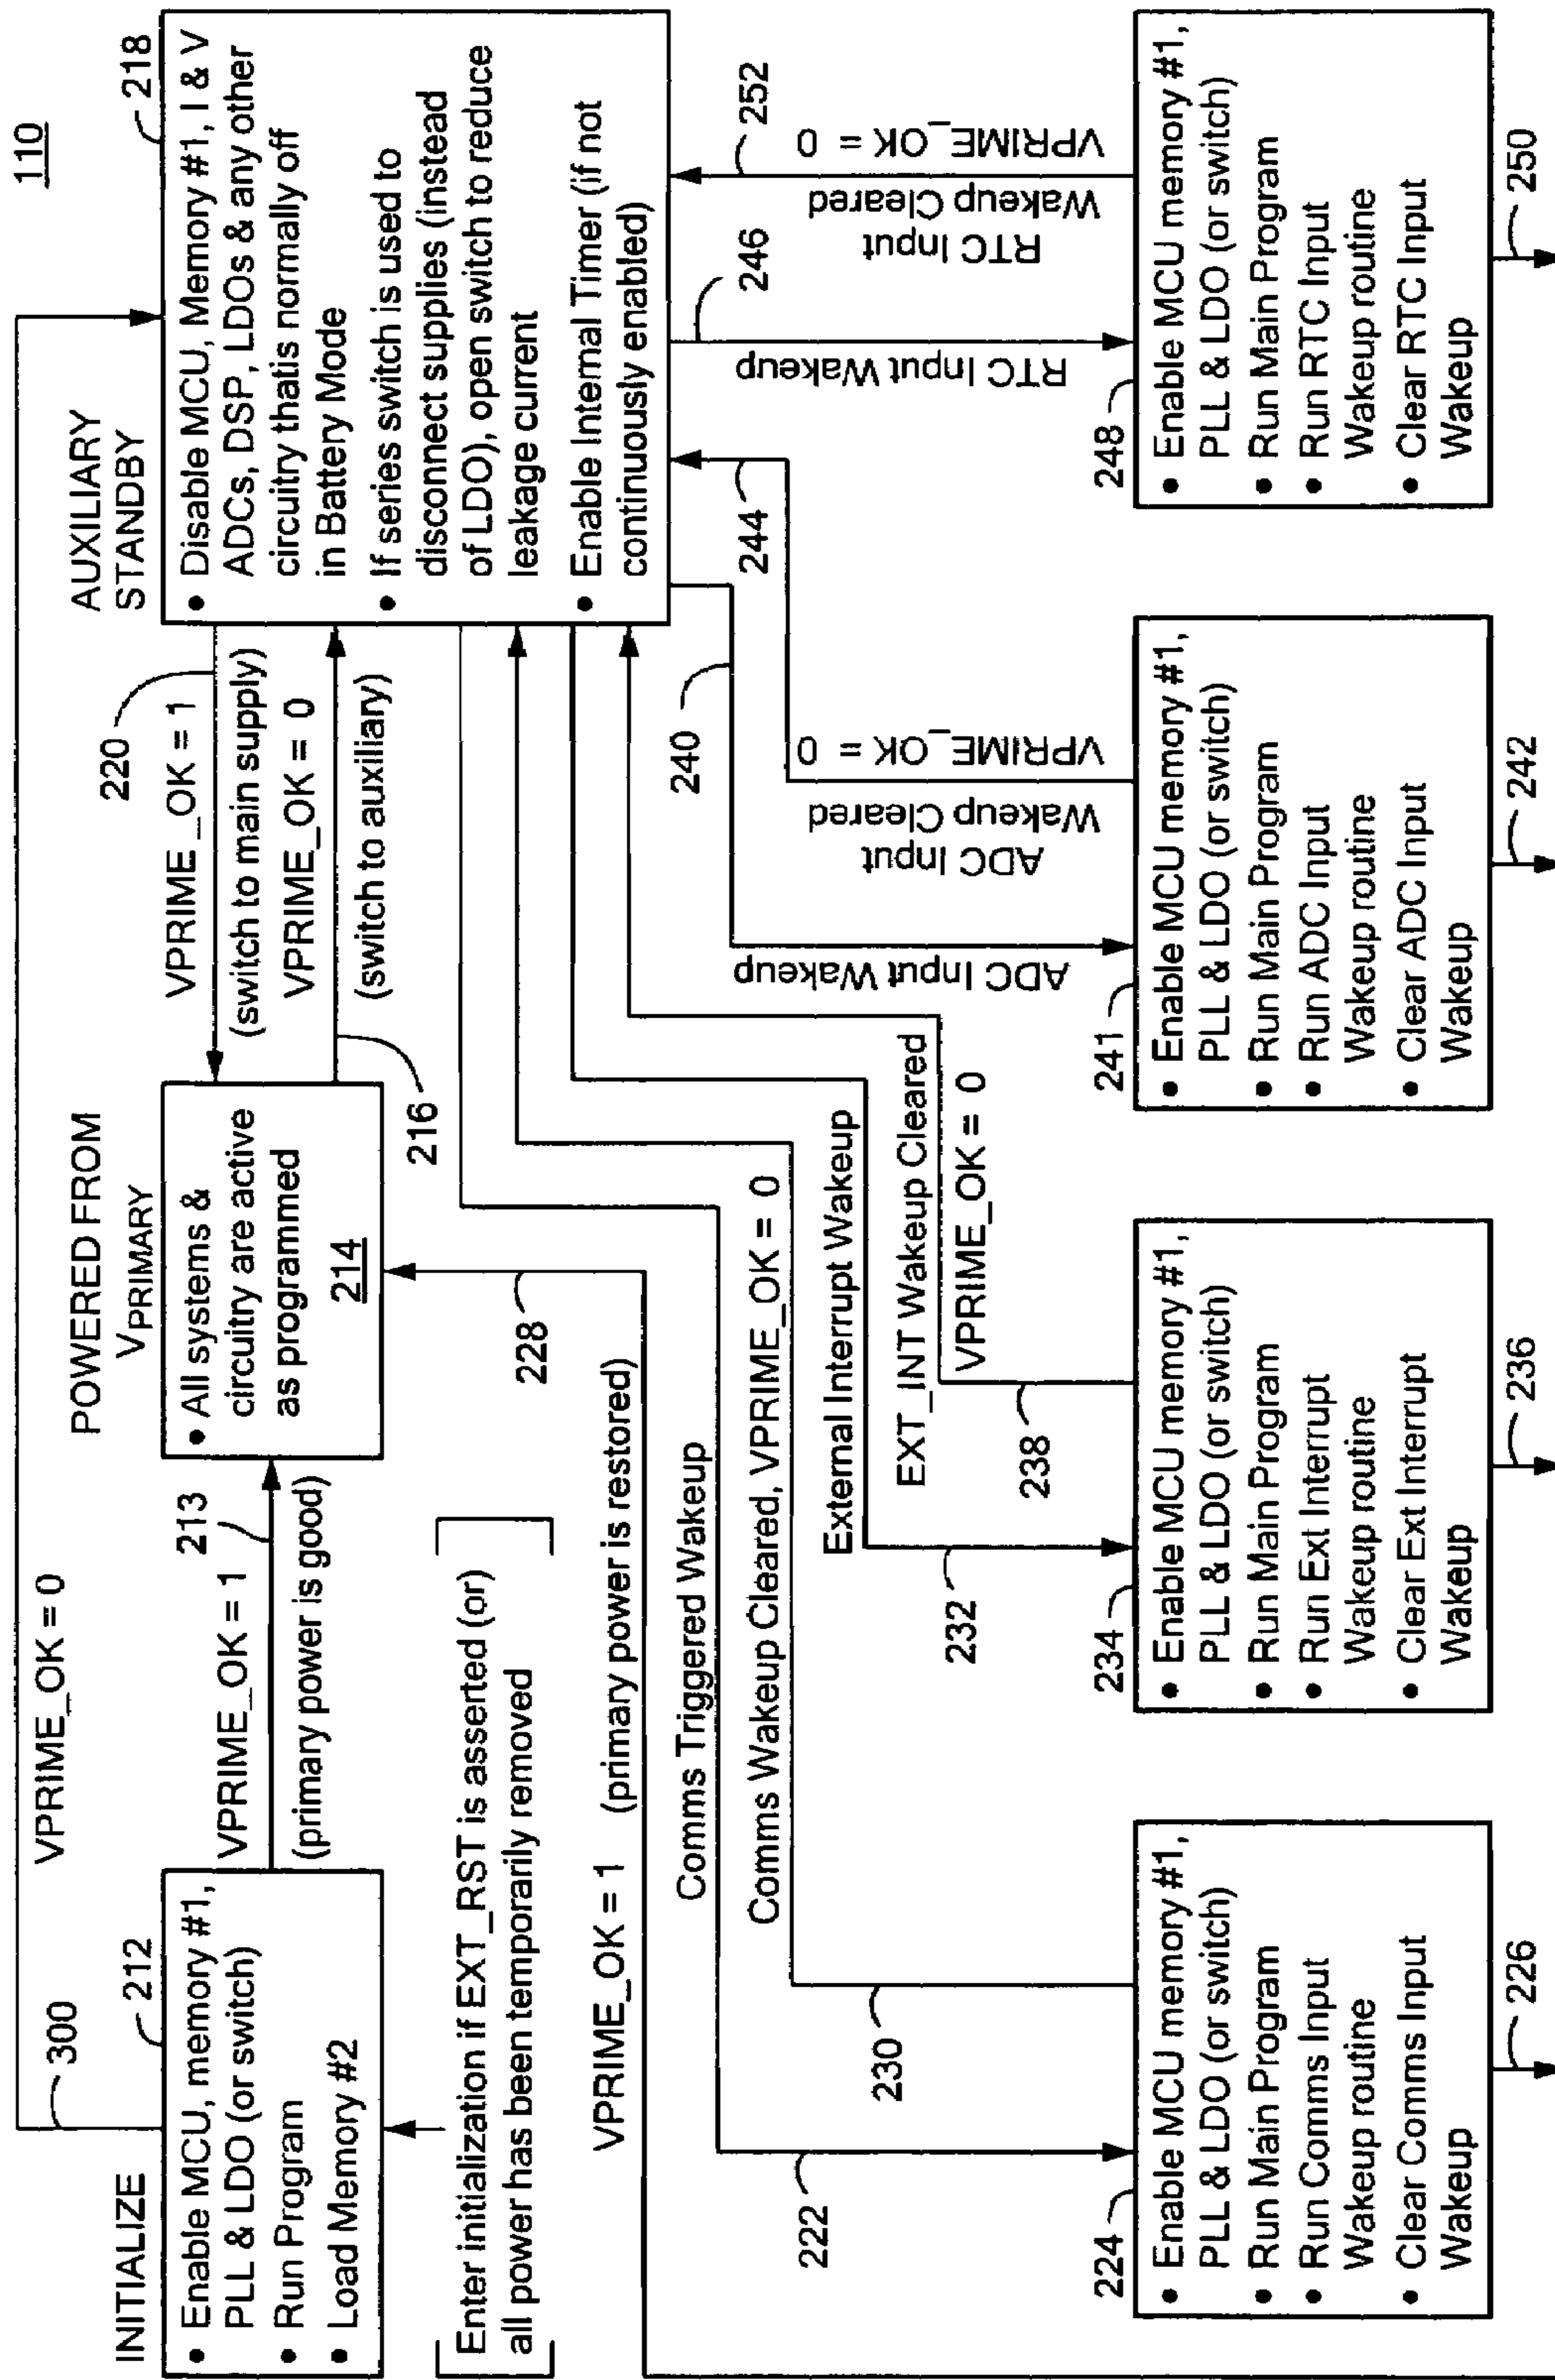 110
VPRIME_OK = 0
300
INITIALIZE
212
• Enable MCU, memory #1,
PLL & LDO (or switch)
• Run Program
• Load Memory #2
VPRIME_OK = 1
213
(primary power is good)
Enter initialization if EXT_RST is asserted (or)
all power has been temporarily removed
POWERED FROM
VPRIMARY
• All systems &
circuitry are active
as programmed
214
220
VPRIME_OK = 1
(switch to main supply)
VPRIME_OK = 0
(switch to auxiliary)
216
AUXILIARY
STANDBY
218
• Disable MCU, Memory #1, I & V
ADCs, DSP, LDOs & any other
circuitry thatis normally off
in Battery Mode
• If series switch is used to
disconnect supplies (instead
of LDO), open switch to reduce
leakage current
• Enable Internal Timer (if not
continuously enabled)
VPRIME_OK = 1
(primary power is restored)
228
Comms Triggered Wakeup
222
Comms Wakeup Cleared, VPRIME_OK = 0
230
External Interrupt Wakeup
232
EXT_INT Wakeup Cleared
VPRIME_OK = 0
238
240
ADC Input Wakeup
ADC Input
Wakeup Cleared
VPRIME_OK = 0
244
RTC Input Wakeup
246
RTC Input
Wakeup Cleared
VPRIME_OK = 0
252
224
• Enable MCU memory #1,
PLL & LDO (or switch)
• Run Main Program
• Run Comms Input
Wakeup routine
• Clear Comms Input
Wakeup
226
234
• Enable MCU memory #1,
PLL & LDO (or switch)
• Run Main Program
• Run Ext Interrupt
Wakeup routine
• Clear Ext Interrupt
Wakeup
236
241
• Enable MCU memory #1,
PLL & LDO (or switch)
• Run Main Program
• Run ADC Input
Wakeup routine
• Clear ADC Input
Wakeup
242
248
• Enable MCU memory #1,
PLL & LDO (or switch)
• Run Main Program
• Run RTC Input
Wakeup routine
• Clear RTC Input
Wakeup
250